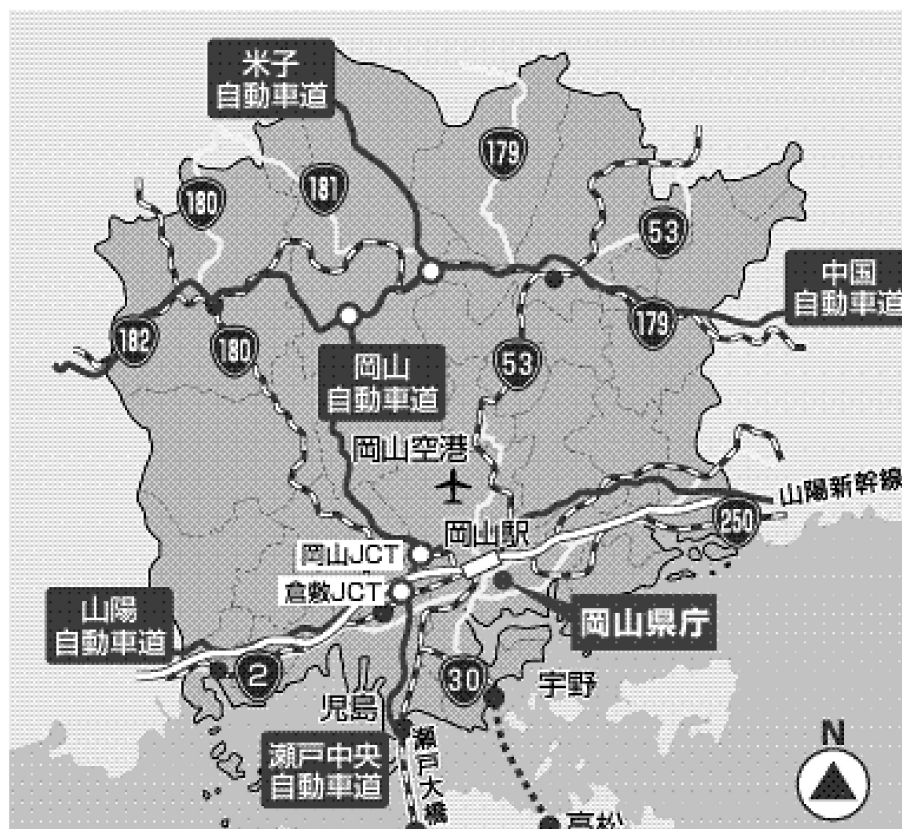 米子
自動車道
179
181
180
53
中国
自動車道
182
180
179
53
岡山
自動車道
岡山空港
山陽新幹線
250
岡山駅
岡山JCT
倉敷JCT
山陽
自動車道
岡山県庁
2
30
宇野
児島
瀬戸中央
自動車道
瀬戸大橋
高松
N